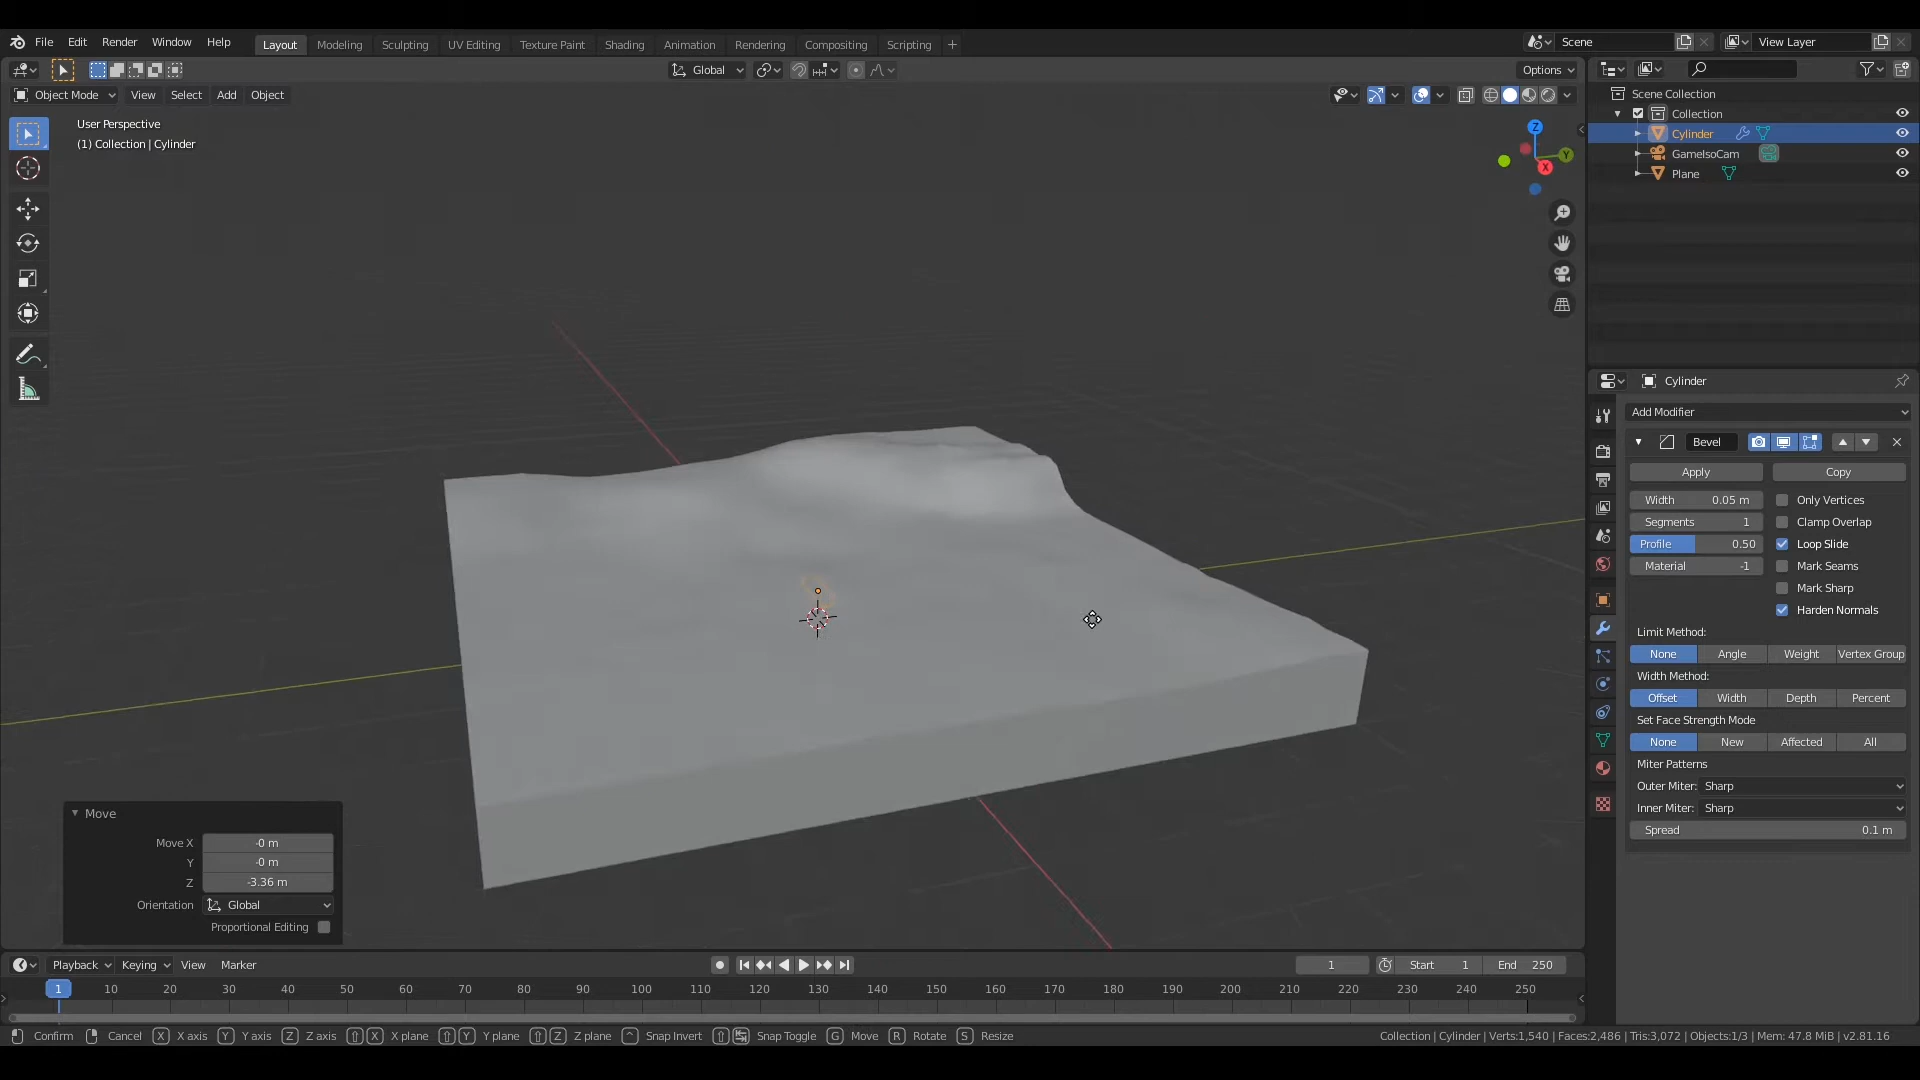 File Edit Render Window Help Layout Modeling Sculpting UV Editing Texture Paint Shading Animation Rendering Compositing Scripting + Scene View Layer
Global Options
Object Mode View Select Add Object
User Perspective
(1) Collection | Cylinder
Z
Y
X
Scene Collection
Collection
Cylinder
GameIsoCam
Plane
Cylinder
Add Modifier
Bevel
Apply Copy
Width 0.05 m Only Vertices
Segments 1 Clamp Overlap
Profile 0.50 Loop Slide
Material -1 Mark Seams
Mark Sharp
Harden Normals
Limit Method:
None Angle Weight Vertex Group
Width Method:
Offset Width Depth Percent
Set Face Strength Mode
None New Affected All
Miter Patterns
Outer Miter: Sharp
Inner Miter: Sharp
Spread 0.1 m
Move
Move X -0 m
Y -0 m
Z -3.36 m
Orientation Global
Proportional Editing
Playback Keying View Marker 1 Start 1 End 250
1 10 20 30 40 50 60 70 80 90 100 110 120 130 140 150 160 170 180 190 200 210 220 230 240 250
Confirm Cancel X X axis Y Y axis Z Z axis X X plane Y Y plane Z Z plane ^ Snap Invert Snap Toggle G Move R Rotate S Resize Collection | Cylinder | Verts:1,540 | Faces:2,486 | Tris:3,072 | Objects:1/3 | Mem: 47.8 MiB | v2.81.16